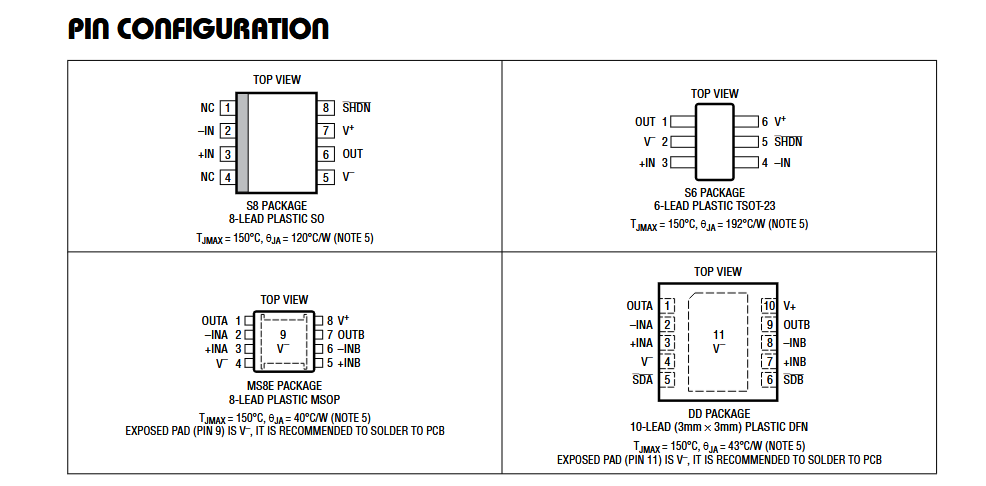 PIN CONFIGURATION
TOP VIEW
NC 1 8 S̅H̅D̅N̅
–IN 2 7 V⁺
+IN 3 6 OUT
NC 4 5 V⁻
S8 PACKAGE
8-LEAD PLASTIC SO
TJMAX = 150°C, θJA = 120°C/W (NOTE 5)
TOP VIEW
OUT 1 6 V⁺
V⁻ 2 5 S̅H̅D̅N̅
+IN 3 4 –IN
S6 PACKAGE
6-LEAD PLASTIC TSOT-23
TJMAX = 150°C, θJA = 192°C/W (NOTE 5)
TOP VIEW
OUTA 1 8 V⁺
–INA 2 7 OUTB
+INA 3 6 –INB
V⁻ 4 5 +INB
9
V⁻
MS8E PACKAGE
8-LEAD PLASTIC MSOP
TJMAX = 150°C, θJA = 40°C/W (NOTE 5)
EXPOSED PAD (PIN 9) IS V⁻, IT IS RECOMMENDED TO SOLDER TO PCB
TOP VIEW
OUTA 1 10 V+
–INA 2 9 OUTB
+INA 3 8 –INB
V⁻ 4 7 +INB
S̅D̅A̅ 5 6 S̅D̅B̅
11
V⁻
DD PACKAGE
10-LEAD (3mm × 3mm) PLASTIC DFN
TJMAX = 150°C, θJA = 43°C/W (NOTE 5)
EXPOSED PAD (PIN 11) IS V⁻, IT IS RECOMMENDED TO SOLDER TO PCB